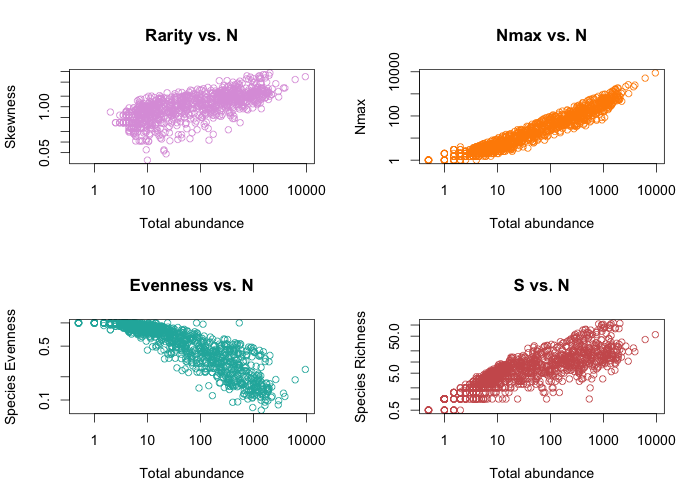 Rarity vs. N
Skewness
0.05 1.00
1 10 100 1000 10000
Total abundance
Nmax vs. N
Nmax
1 100 10000
1 10 100 1000 10000
Total abundance
Evenness vs. N
Species Evenness
0.1 0.5
1 10 100 1000 10000
Total abundance
S vs. N
Species Richness
0.5 5.0 50.0
1 10 100 1000 10000
Total abundance